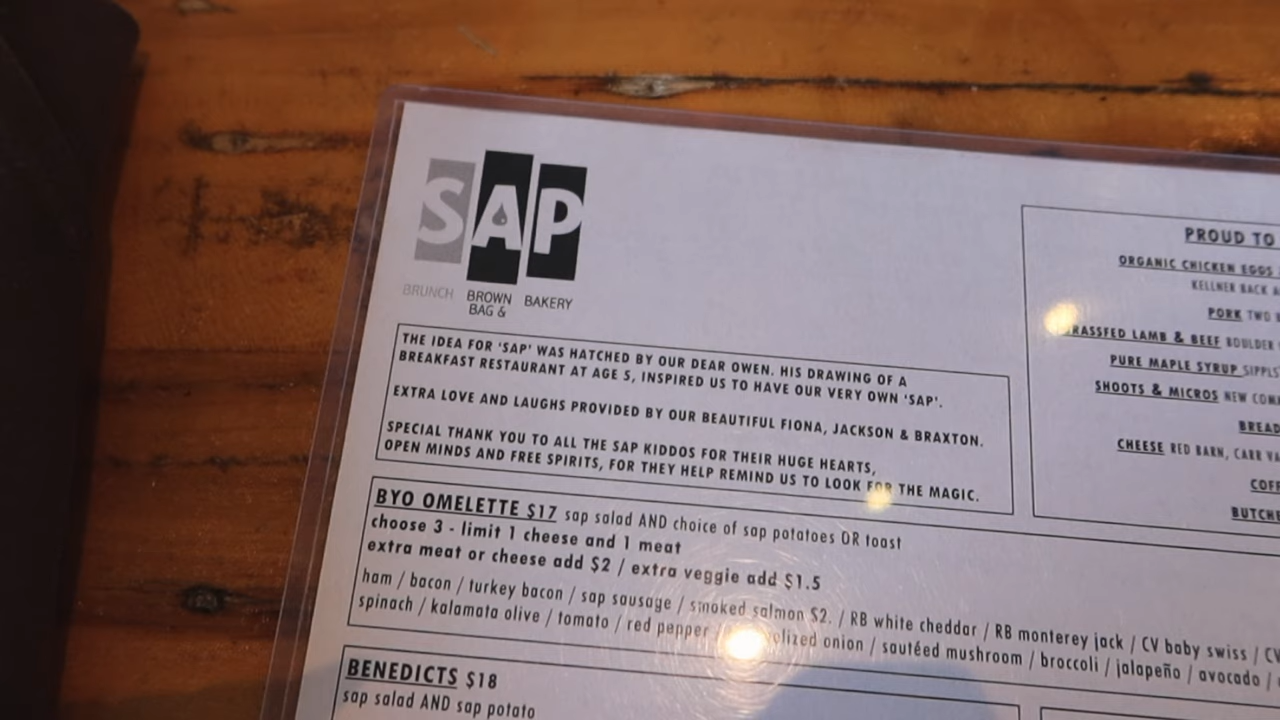 SAP
BRUNCH BROWN BAG & BAKERY
THE IDEA FOR 'SAP' WAS HATCHED BY OUR DEAR OWEN. HIS DRAWING OF A
BREAKFAST RESTAURANT AT AGE 5, INSPIRED US TO HAVE OUR VERY OWN 'SAP'.
EXTRA LOVE AND LAUGHS PROVIDED BY OUR BEAUTIFUL FIONA, JACKSON & BRAXTON.
SPECIAL THANK YOU TO ALL THE SAP KIDDOS FOR THEIR HUGE HEARTS,
OPEN MINDS AND FREE SPIRITS, FOR THEY HELP REMIND US TO LOOK FOR THE MAGIC.
PROUD TO
ORGANIC CHICKEN EGGS
KELLNER BACK
PORK TWO
LAMB & BEEF BOULDER
PURE MAPLE SYRUP
SHOOTS & MICROS NEW
BREAD
CHEESE RED BARN, CARR
BYO OMELETTE $17 sap salad AND choice of sap potatoes OR toast
choose 3 - limit 1 cheese and 1 meat
extra meat or cheese add $2 / extra veggie add $1.5
ham / bacon / turkey bacon / sap sausage / smoked salmon $2. / RB white cheddar / RB monterey jack / CV baby swiss /
spinach / kalamata olive / tomato / red pepper / onion / sautéed mushroom / broccoli / jalapeño / avocado /
BENEDICTS $18
sap salad AND sap potato